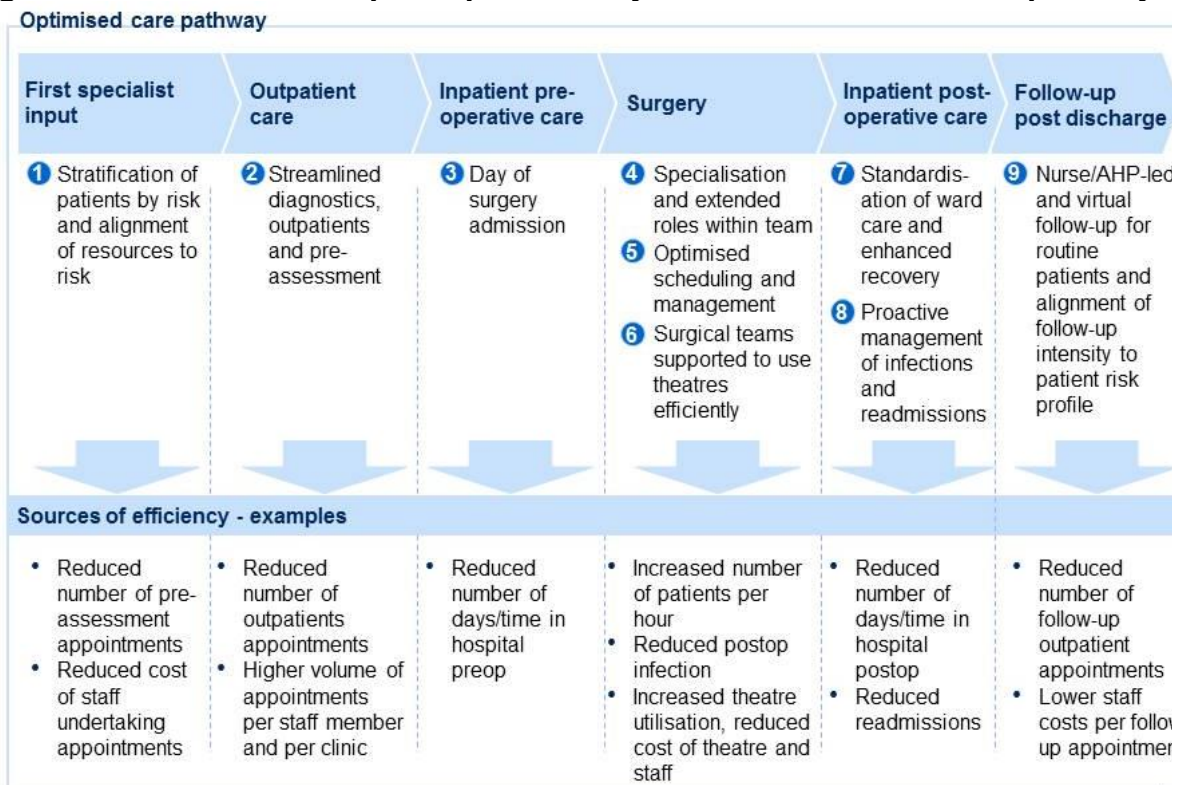 Optimised care pathway
First specialist
input
Outpatient
care
Inpatient pre-
operative care
Surgery
Inpatient post-
operative care
Follow-up
post discharge
1 Stratification of
patients by risk
and alignment
of resources to
risk
2 Streamlined
diagnostics,
outpatients
and pre-
assessment
3 Day of
surgery
admission
4 Specialisation
and extended
roles within team
5 Optimised
scheduling and
management
6 Surgical teams
supported to use
theatres
efficiently
7 Standardis-
ation of ward
care and
enhanced
recovery
8 Proactive
management
of infections
and
readmissions
9 Nurse/AHP-led
and virtual
follow-up for
routine
patients and
alignment of
follow-up
intensity to
patient risk
profile
Sources of efficiency - examples
• Reduced
number of pre-
assessment
appointments
• Reduced cost
of staff
undertaking
appointments
• Reduced
number of
outpatients
appointments
• Higher volume of
appointments
per staff member
and per clinic
• Reduced
number of
days/time in
hospital
preop
• Increased number
of patients per
hour
• Reduced postop
infection
• Increased theatre
utilisation, reduced
cost of theatre and
staff
• Reduced
number of
days/time in
hospital
postop
• Reduced
readmissions
• Reduced
number of
follow-up
outpatient
appointments
• Lower staff
costs per follow
up appointmen